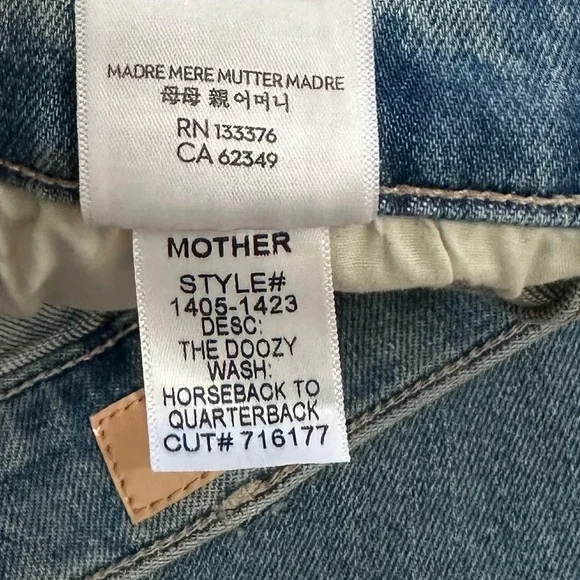 MADRE MERE MUTTER MADRE
母母 親 어머니
RN 133376
CA 62349
MOTHER
STYLE#
1405-1423
DESC:
THE DOOZY
WASH:
HORSEBACK TO
QUARTERBACK
CUT# 716177